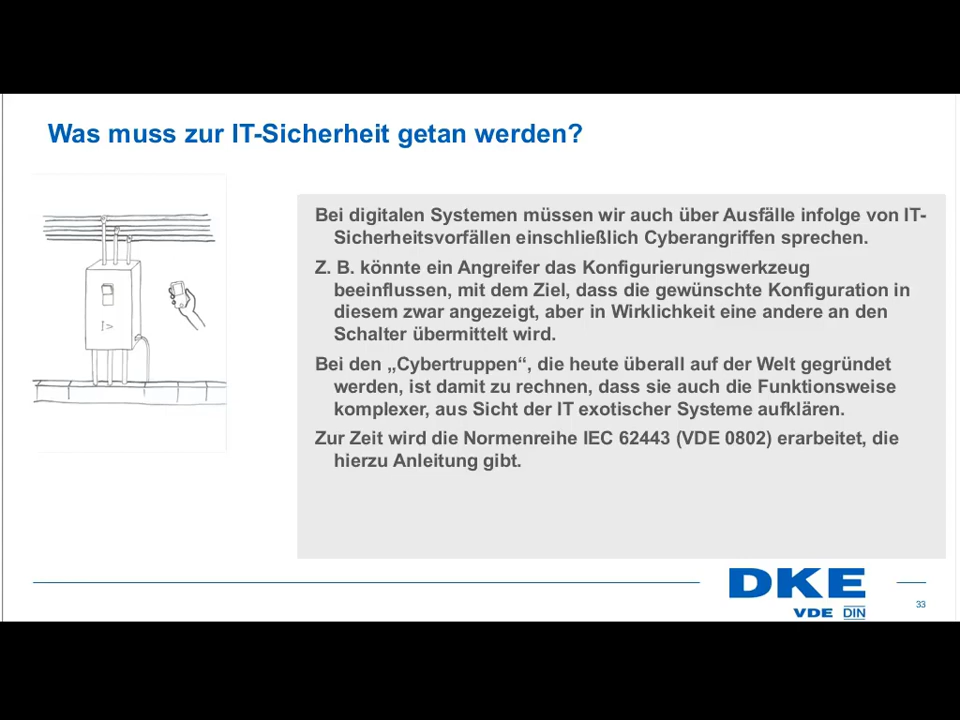 Was muss zur IT-Sicherheit getan werden?
Bei digitalen Systemen müssen wir auch über Ausfälle infolge von IT-
Sicherheitsvorfällen einschließlich Cyberangriffen sprechen.
Z. B. könnte ein Angreifer das Konfigurierungswerkzeug
beeinflussen, mit dem Ziel, dass die gewünschte Konfiguration in
diesem zwar angezeigt, aber in Wirklichkeit eine andere an den
Schalter übermittelt wird.
Bei den „Cybertruppen“, die heute überall auf der Welt gegründet
werden, ist damit zu rechnen, dass sie auch die Funktionsweise
komplexer, aus Sicht der IT exotischer Systeme aufklären.
Zur Zeit wird die Normenreihe IEC 62443 (VDE 0802) erarbeitet, die
hierzu Anleitung gibt.
I>
DKE
VDE DIN
33